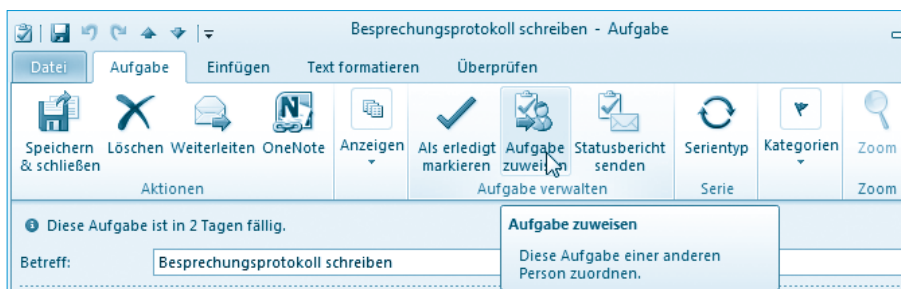 Besprechungsprotokoll schreiben - Aufgabe
Datei Aufgabe Einfügen Text formatieren Überprüfen
Speichern & schließen
Löschen
Weiterleiten
OneNote
Anzeigen
Als erledigt markieren
Aufgabe zuweisen
Statusbericht senden
Serientyp
Kategorien
Zoom
Aktionen
Aufgabe verwalten
Serie
Zoom
Diese Aufgabe ist in 2 Tagen fällig.
Betreff: Besprechungsprotokoll schreiben
Aufgabe zuweisen
Diese Aufgabe einer anderen
Person zuordnen.